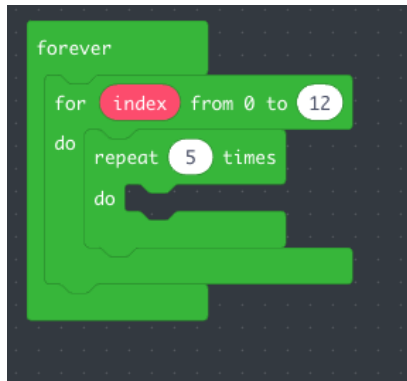 forever
for index from 0 to 12
do
repeat 5 times
do